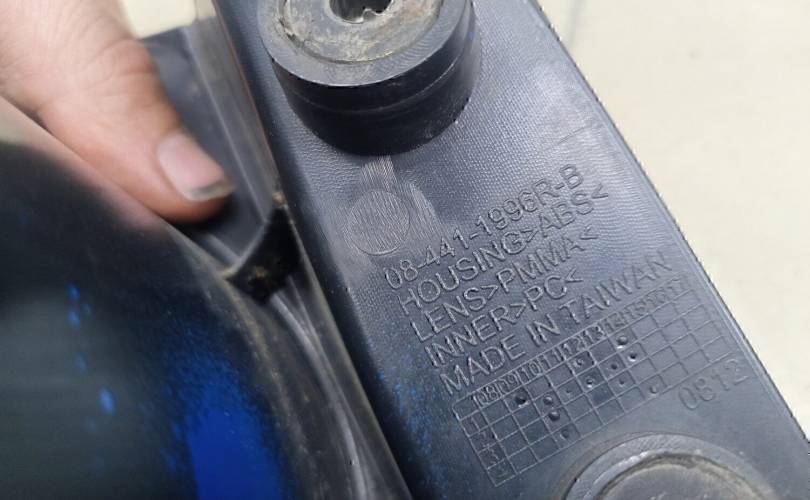 08-441-1996R-B
HOUSING>ABS<
LENS>PMMA<
INNER>PC<
MADE IN TAIWAN
08 09 10 11 12 13 14 15 16 17
1
2
3
4
0812